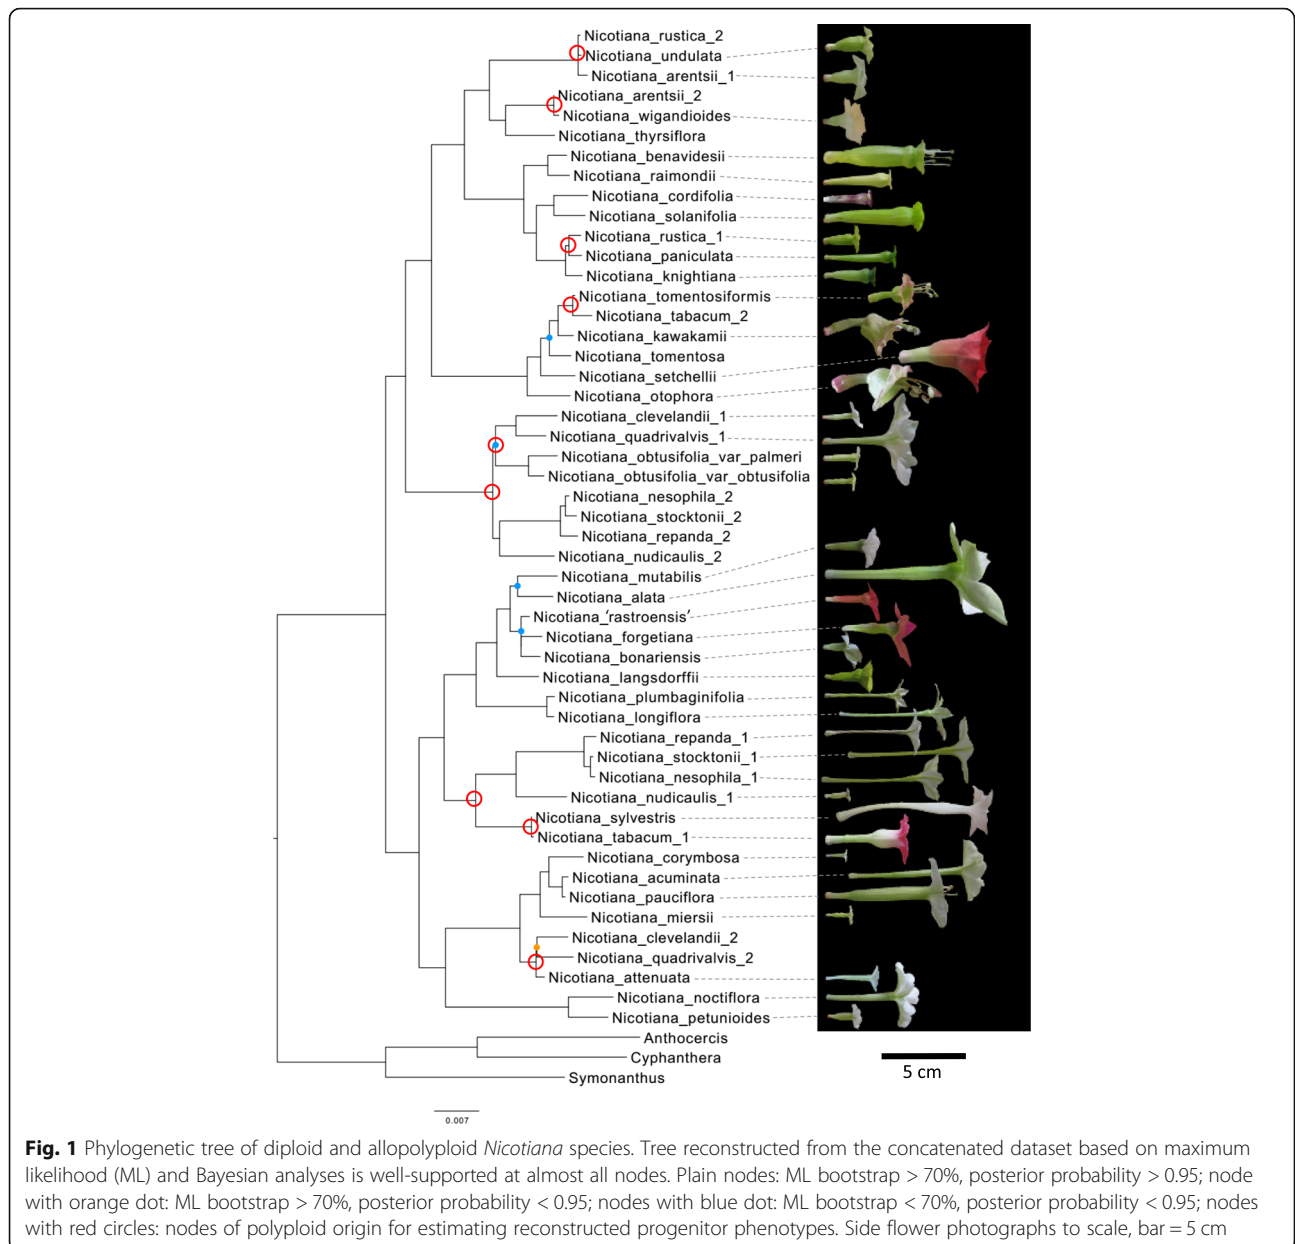 Nicotiana_rustica_2
Nicotiana_undulata
Nicotiana_arentsii_1
Nicotiana_arentsii_2
Nicotiana_wigandioides
Nicotiana_thyrsiflora
Nicotiana_benavidesii
Nicotiana_raimondii
Nicotiana_cordifolia
Nicotiana_solanifolia
Nicotiana_rustica_1
Nicotiana_paniculata
Nicotiana_knightiana
Nicotiana_tomentosiformis
Nicotiana_tabacum_2
Nicotiana_kawakamii
Nicotiana_tomentosa
Nicotiana_setchellii
Nicotiana_otophora
Nicotiana_clevelandii_1
Nicotiana_quadrivalvis_1
Nicotiana_obtusifolia_var_palmeri
Nicotiana_obtusifolia_var_obtusifolia
Nicotiana_nesophila_2
Nicotiana_stocktonii_2
Nicotiana_repanda_2
Nicotiana_nudicaulis_2
Nicotiana_mutabilis
Nicotiana_alata
Nicotiana_‘rastroensis’
Nicotiana_forgetiana
Nicotiana_bonariensis
Nicotiana_langsdorffii
Nicotiana_plumbaginifolia
Nicotiana_longiflora
Nicotiana_repanda_1
Nicotiana_stocktonii_1
Nicotiana_nesophila_1
Nicotiana_nudicaulis_1
Nicotiana_sylvestris
Nicotiana_tabacum_1
Nicotiana_corymbosa
Nicotiana_acuminata
Nicotiana_pauciflora
Nicotiana_miersii
Nicotiana_clevelandii_2
Nicotiana_quadrivalvis_2
Nicotiana_attenuata
Nicotiana_noctiflora
Nicotiana_petunioides
Anthocercis
Cyphanthera
Symonanthus
5 cm
0.007
Fig. 1 Phylogenetic tree of diploid and allopolyploid Nicotiana species. Tree reconstructed from the concatenated dataset based on maximum
likelihood (ML) and Bayesian analyses is well-supported at almost all nodes. Plain nodes: ML bootstrap > 70%, posterior probability > 0.95; node
with orange dot: ML bootstrap > 70%, posterior probability < 0.95; nodes with blue dot: ML bootstrap < 70%, posterior probability < 0.95; nodes
with red circles: nodes of polyploid origin for estimating reconstructed progenitor phenotypes. Side flower photographs to scale, bar = 5 cm